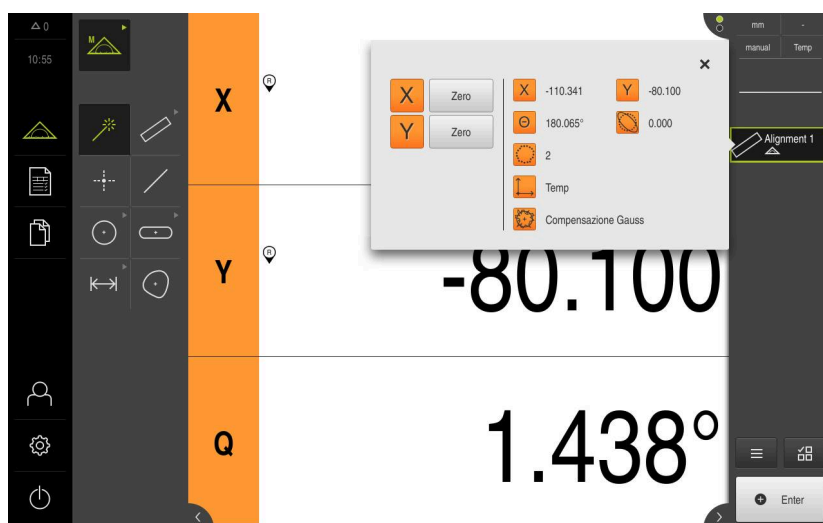 0
10:55
M
X
R
Y
R
-80.100
Q
1.438°
X
Zero
Y
Zero
X
-110.341
Y
-80.100
Θ
180.065°
0.000
2
Temp
Compensazione Gauss
mm
-
manual
Temp
Alignment 1
Enter